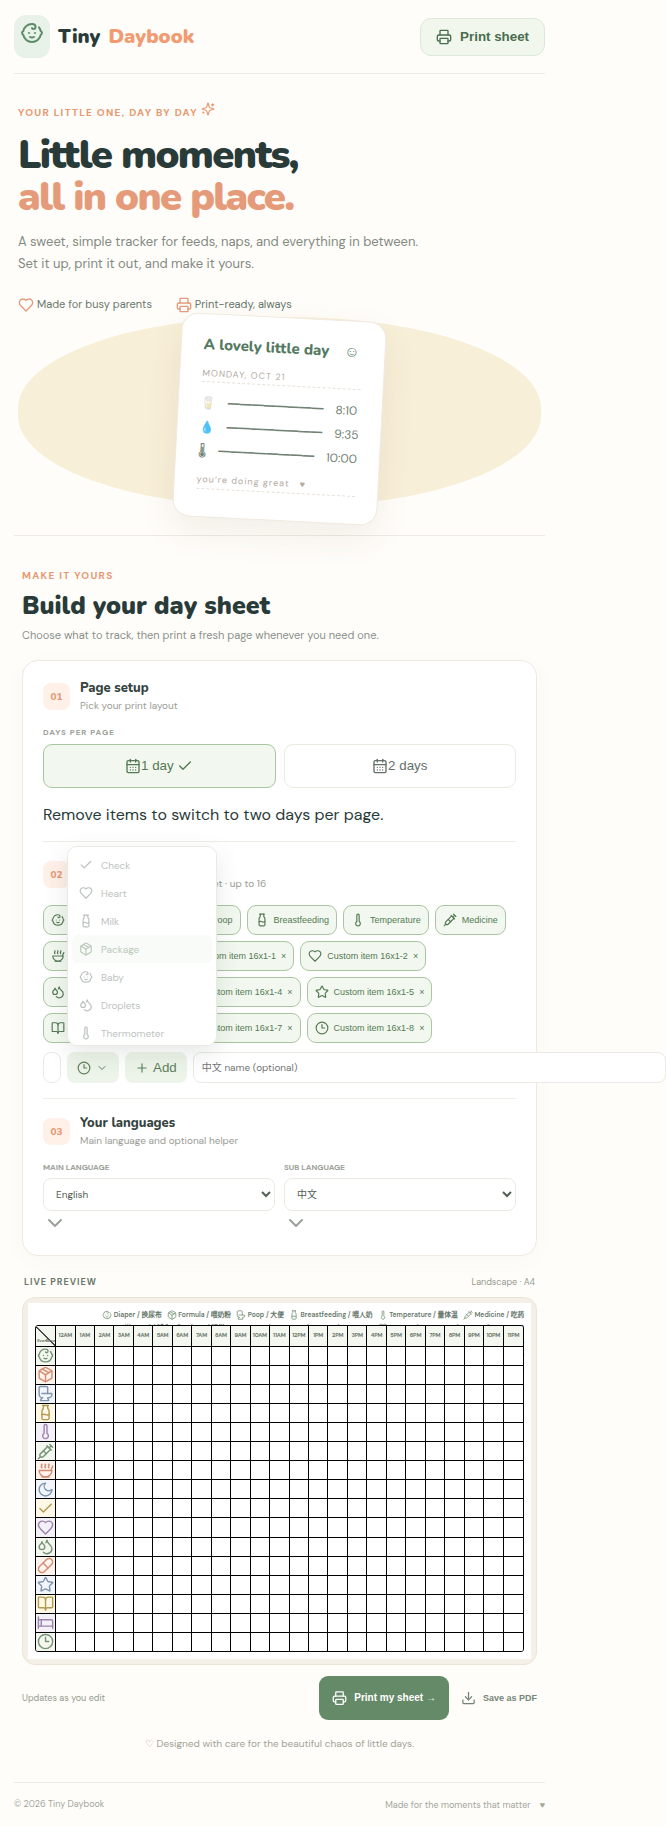 Tiny Daybook
Print sheet
YOUR LITTLE ONE, DAY BY DAY
Little moments,
all in one place.
A sweet, simple tracker for feeds, naps, and everything in between.
Set it up, print it out, and make it yours.
Made for busy parents
Print-ready, always
A lovely little day
MONDAY, OCT 21
8:10
9:35
10:00
you're doing great ♥
MAKE IT YOURS
Build your day sheet
Choose what to track, then print a fresh page whenever you need one.
01
Page setup
Pick your print layout
DAYS PER PAGE
1 day
2 days
Remove items to switch to two days per page.
02
· up to 16
Check
Heart
Milk
Package
Baby
Droplets
Thermometer
oop
Breastfeeding
Temperature
Medicine
om item 16x1-1 ×
Custom item 16x1-2 ×
tom item 16x1-4 ×
Custom item 16x1-5 ×
tom item 16x1-7 ×
Custom item 16x1-8 ×
Add
中文 name (optional)
03
Your languages
Main language and optional helper
MAIN LANGUAGE
SUB LANGUAGE
English
中文
LIVE PREVIEW
Landscape · A4
Diaper / 换尿布 Formula / 喂奶粉 Poop / 大便 Breastfeeding / 喂人奶 Temperature / 量体温 Medicine / 吃药
12AM 1AM 2AM 3AM 4AM 5AM 6AM 7AM 8AM 9AM 10AM 11AM 12PM 1PM 2PM 3PM 4PM 5PM 6PM 7PM 8PM 9PM 10PM 11PM
Updates as you edit
Print my sheet →
Save as PDF
♡ Designed with care for the beautiful chaos of little days.
© 2026 Tiny Daybook
Made for the moments that matter ♥